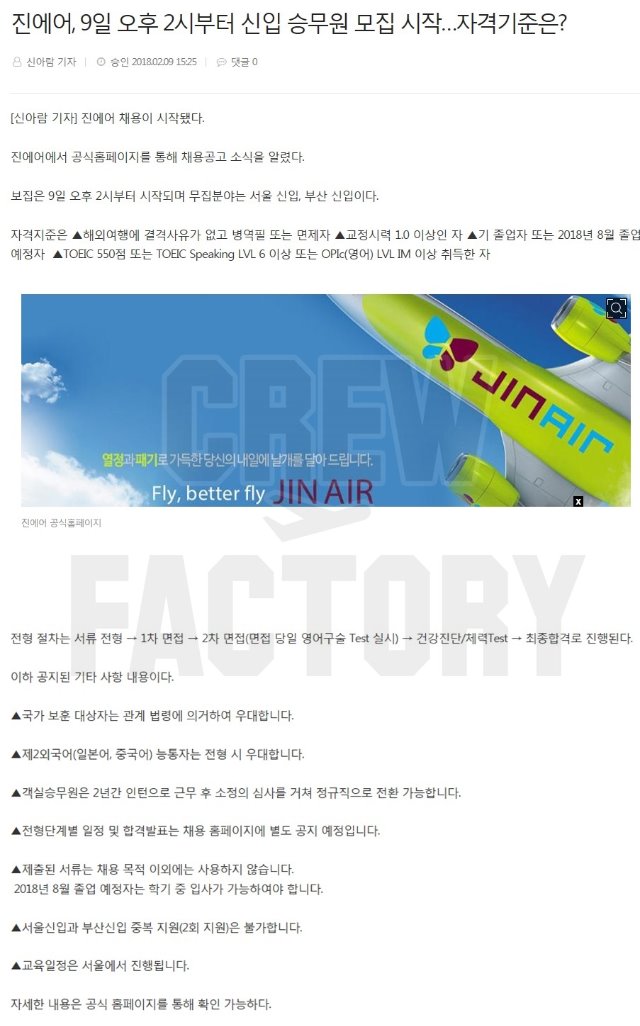 진에어, 9일 오후 2시부터 신입 승무원 모집 시작...자격기준은?
신아람 기자 | 승인 2018.02.09 15:25 | 댓글 0
[신아람 기자] 진에어 채용이 시작됐다.
진에어에서 공식홈페이지를 통해 채용공고 소식을 알렸다.
보집은 9일 오후 2시부터 시작되며 무집분야는 서울 신입, 부산 신입이다.
자격지준은 ▲해외여행에 결격사유가 없고 병역필 또는 면제자 ▲교정시력 1.0 이상인 자 ▲기 졸업자 또는 2018년 8월 졸업
예정자 ▲TOEIC 550점 또는 TOEIC Speaking LVL 6 이상 또는 OPIc(영어) LVL IM 이상 취득한 자
JIN AIR
CREW
열정과 패기로 가득한 당신의 내일에 날개를 달아 드립니다.
Fly, better fly JIN AIR
x
진에어 공식홈페이지
FACTORY
전형 절차는 서류 전형 → 1차 면접 → 2차 면접(면접 당일 영어구술 Test 실시) → 건강진단/체력Test → 최종합격로 진행된다.
이하 공지된 기타 사항 내용이다.
▲국가 보훈 대상자는 관계 법령에 의거하여 우대합니다.
▲제2외국어(일본어, 중국어) 능통자는 전형 시 우대합니다.
▲객실승무원은 2년간 인턴으로 근무 후 소정의 심사를 거쳐 정규직으로 전환 가능합니다.
▲전형단계별 일정 및 합격발표는 채용 홈페이지에 별도 공지 예정입니다.
▲제출된 서류는 채용 목적 이외에는 사용하지 않습니다.
2018년 8월 졸업 예정자는 학기 중 입사가 가능하여야 합니다.
▲서울신입과 부산신입 중복 지원(2회 지원)은 불가합니다.
▲교육일정은 서울에서 진행됩니다.
자세한 내용은 공식 홈페이지를 통해 확인 가능하다.